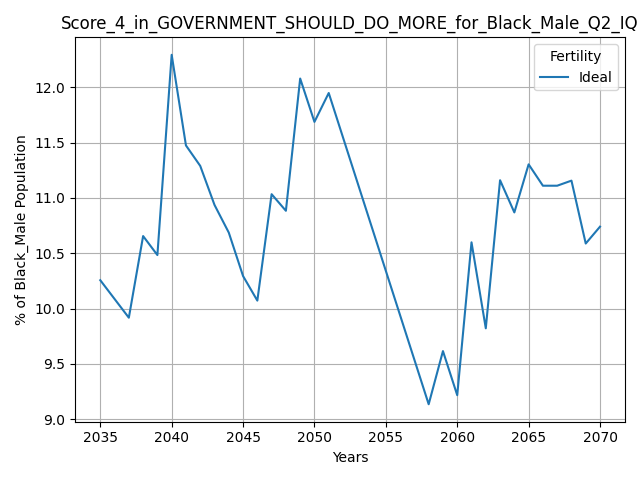 Score_4_in_GOVERNMENT_SHOULD_DO_MORE_for_Black_Male_Q2_IQ
Fertility
Ideal
12.0
11.5
11.0
10.5
10.0
9.5
9.0
% of Black_Male Population
2035 2040 2045 2050 2055 2060 2065 2070
Years